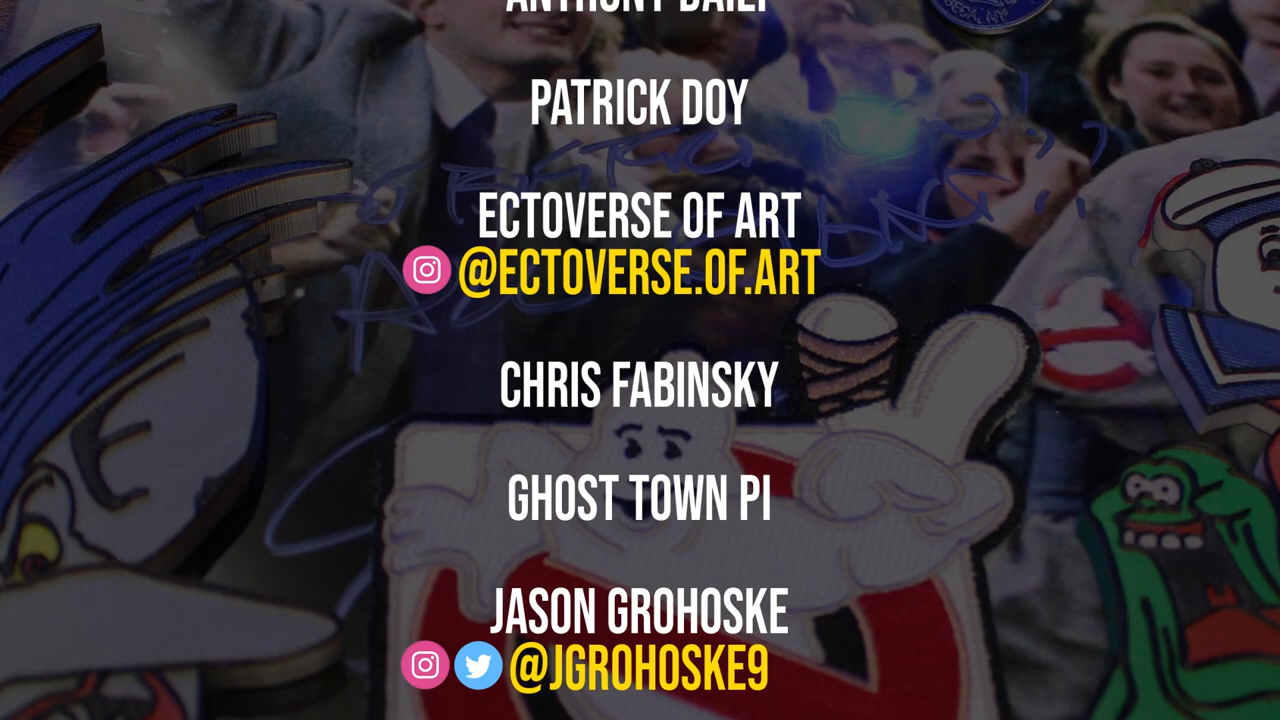 PATRICK DOY
ECTOVERSE OF ART
@ECTOVERSE.OF.ART
CHRIS FABINSKY
GHOST TOWN PI
JASON GROHOSKE
@JGROHOSKE9